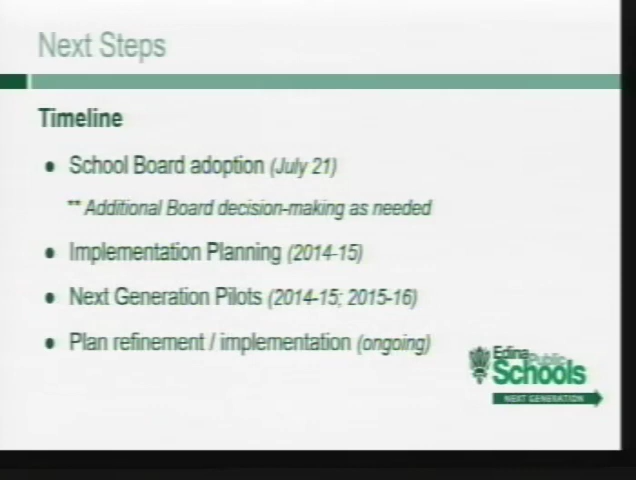 Next Steps
Timeline
• School Board adoption (July 21)
** Additional Board decision-making as needed
• Implementation Planning (2014-15)
• Next Generation Pilots (2014-15; 2015-16)
• Plan refinement / implementation (ongoing)
Edina Public
Schools
NEXT GENERATION